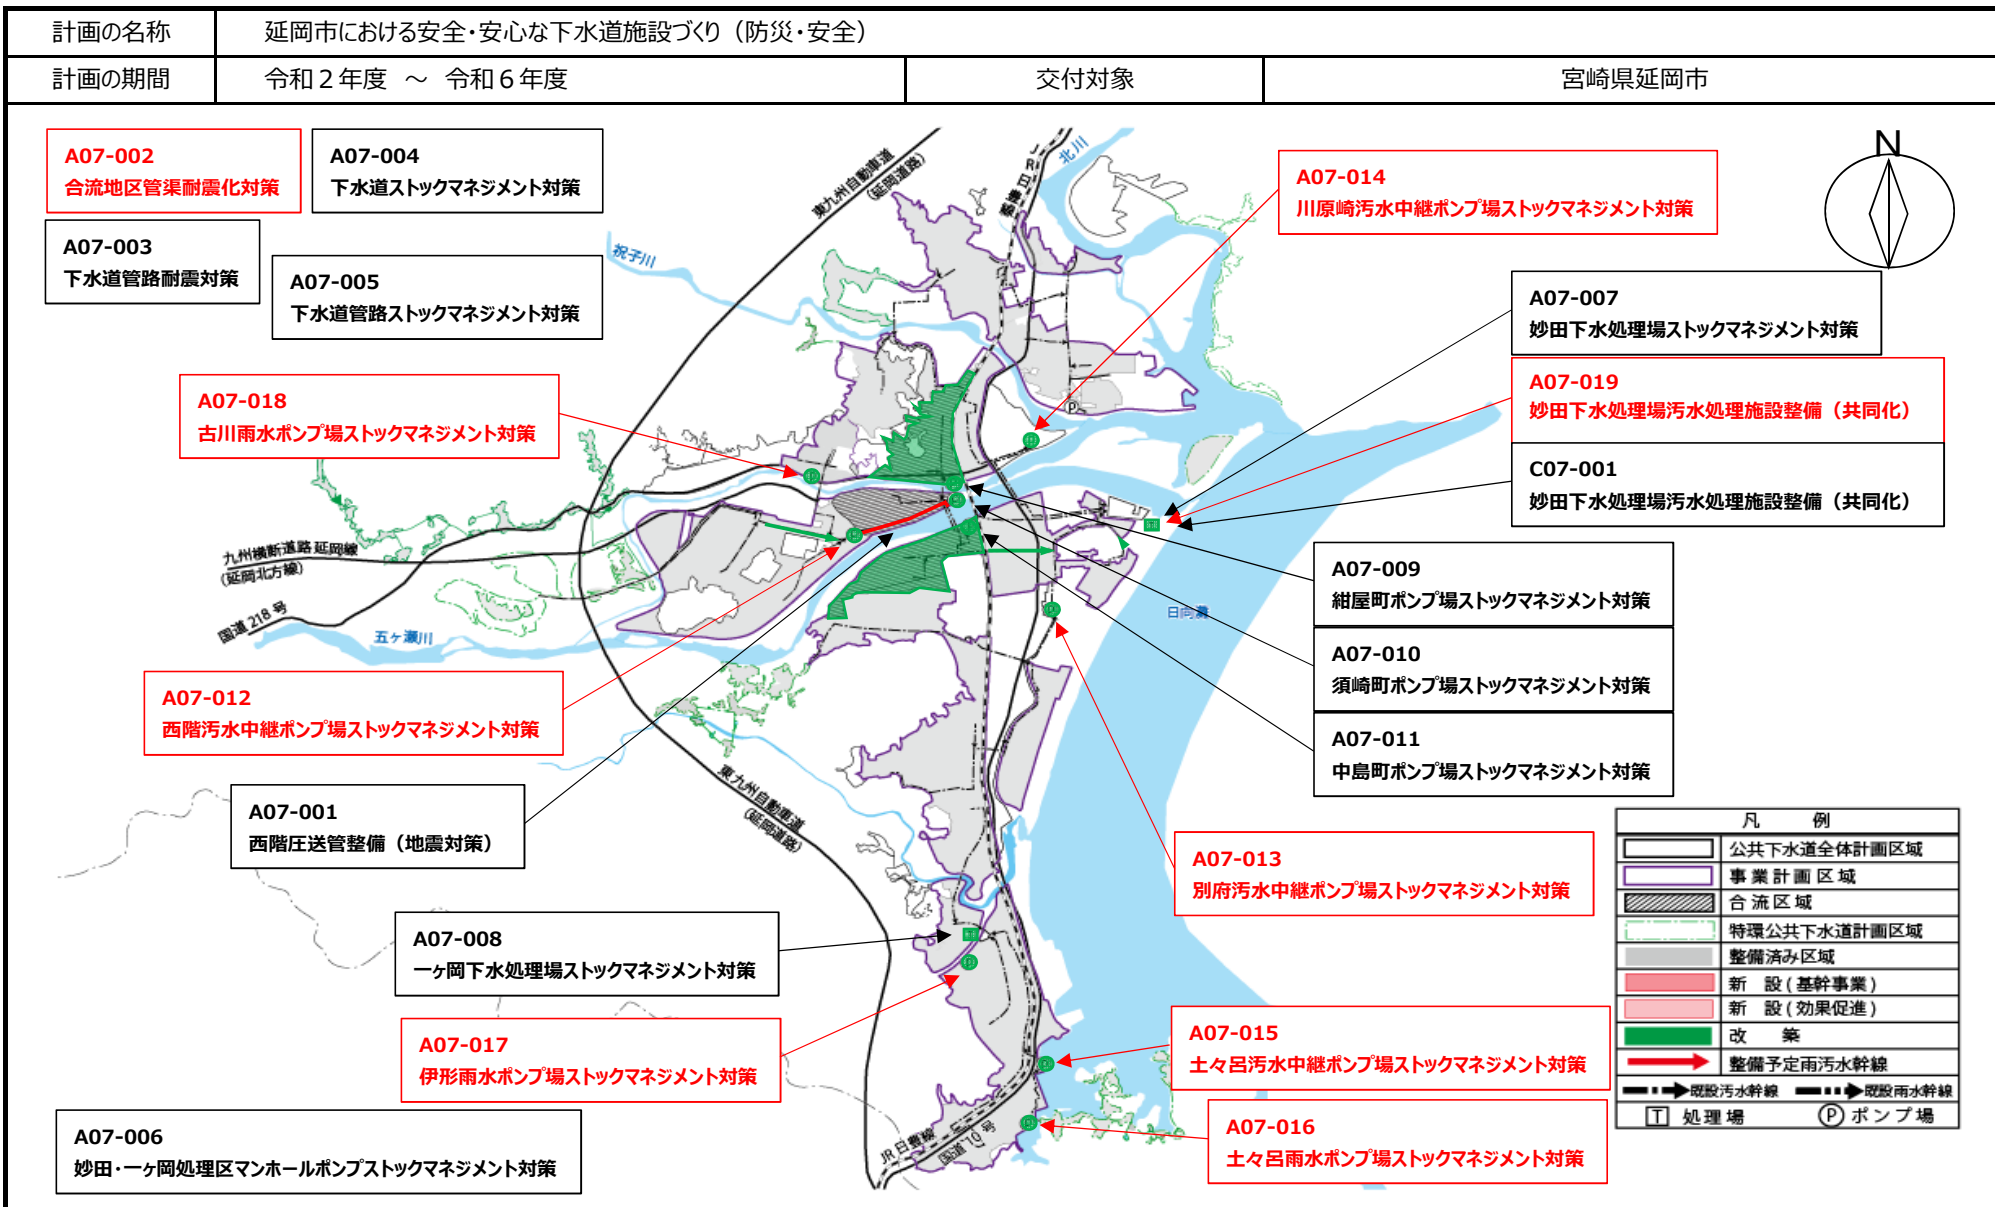 計画の名称
延岡市における安全・安心な下水道施設づくり（防災・安全）
計画の期間
令和２年度　～　令和６年度
交付対象
宮崎県延岡市
A07-002
合流地区管渠耐震化対策
A07-004
下水道ストックマネジメント対策
A07-003
下水道管路耐震対策
A07-005
下水道管路ストックマネジメント対策
東九州自動車道
(延岡道路)
JR日豊線
北川
祝子川
N
A07-014
川原崎汚水中継ポンプ場ストックマネジメント対策
A07-007
妙田下水処理場ストックマネジメント対策
A07-019
妙田下水処理場汚水処理施設整備（共同化）
C07-001
妙田下水処理場汚水処理施設整備（共同化）
A07-018
古川雨水ポンプ場ストックマネジメント対策
九州横断道路 延岡線
(延岡北方線)
国道 218 号
五ヶ瀬川
日向灘
A07-009
紺屋町ポンプ場ストックマネジメント対策
A07-010
須崎町ポンプ場ストックマネジメント対策
A07-011
中島町ポンプ場ストックマネジメント対策
A07-012
西階汚水中継ポンプ場ストックマネジメント対策
A07-001
西階圧送管整備（地震対策）
東九州自動車道
(延岡道路)
A07-013
別府汚水中継ポンプ場ストックマネジメント対策
A07-008
一ヶ岡下水処理場ストックマネジメント対策
A07-017
伊形雨水ポンプ場ストックマネジメント対策
A07-015
土々呂汚水中継ポンプ場ストックマネジメント対策
A07-016
土々呂雨水ポンプ場ストックマネジメント対策
A07-006
妙田・一ヶ岡処理区マンホールポンプストックマネジメント対策
JR日豊線
国道 10 号
凡　例
公共下水道全体計画区域
事業計画区域
合流区域
特環公共下水道計画区域
整備済み区域
新　設(基幹事業)
新　設(効果促進)
改　築
整備予定雨汚水幹線
既設汚水幹線　既設雨水幹線
T 処理場　P ポンプ場